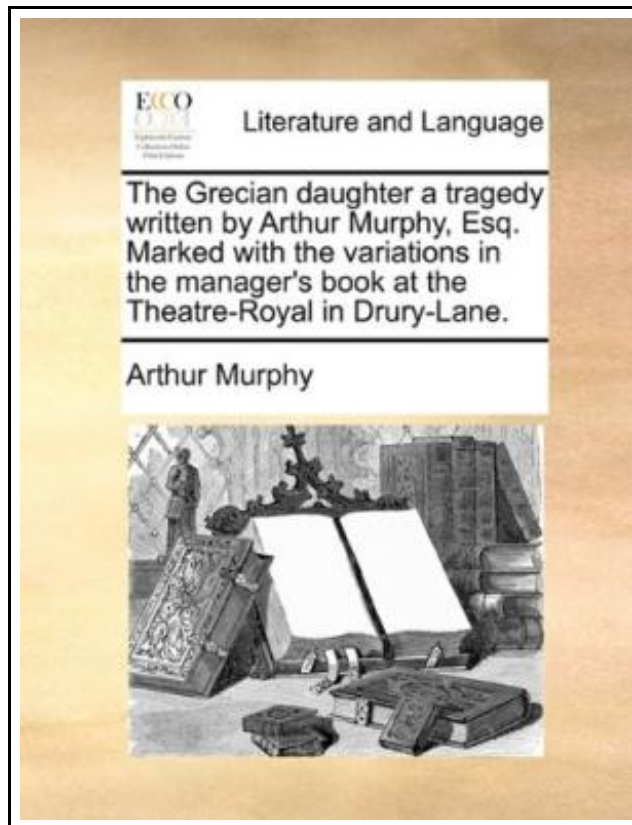 ECCO
Literature and Language
The Grecian daughter a tragedy
written by Arthur Murphy, Esq.
Marked with the variations in
the manager's book at the
Theatre-Royal in Drury-Lane.
Arthur Murphy